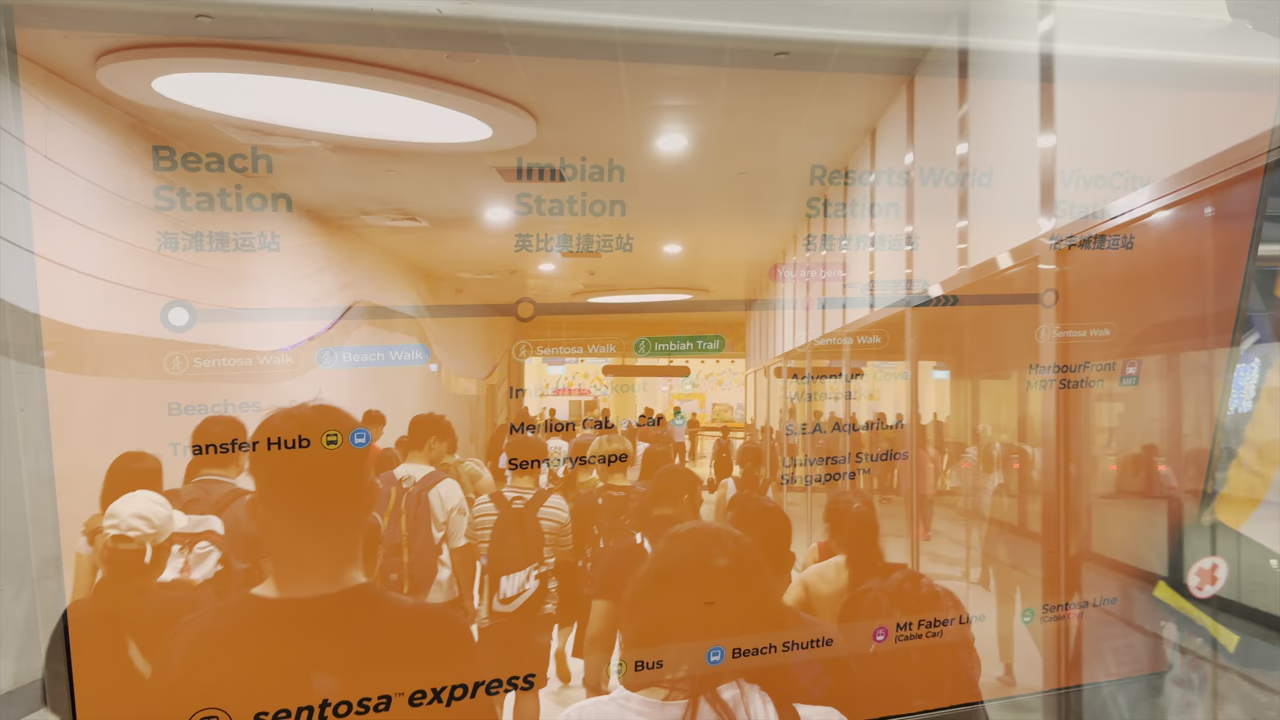 Beach
Station
海滩捷运站
Imbiah
Station
英比奥捷运站
Resorts World
Station
名胜世界捷运站
VivoCity
Station
怡丰城捷运站
You are here
Sentosa Walk
Beach Walk
Sentosa Walk
Imbiah Trail
Sentosa Walk
Sentosa Walk
Beaches
Transfer Hub
Imbiah Lookout
Merlion Cable Car
Sensoryscape
Adventure Cove
Waterpark
S.E.A. Aquarium
Universal Studios
Singapore™
HarbourFront
MRT Station
MRT
NIKE
sentosa™ express
Bus
Beach Shuttle
Mt Faber Line
(Cable Car)
Sentosa Line
(Cable Car)